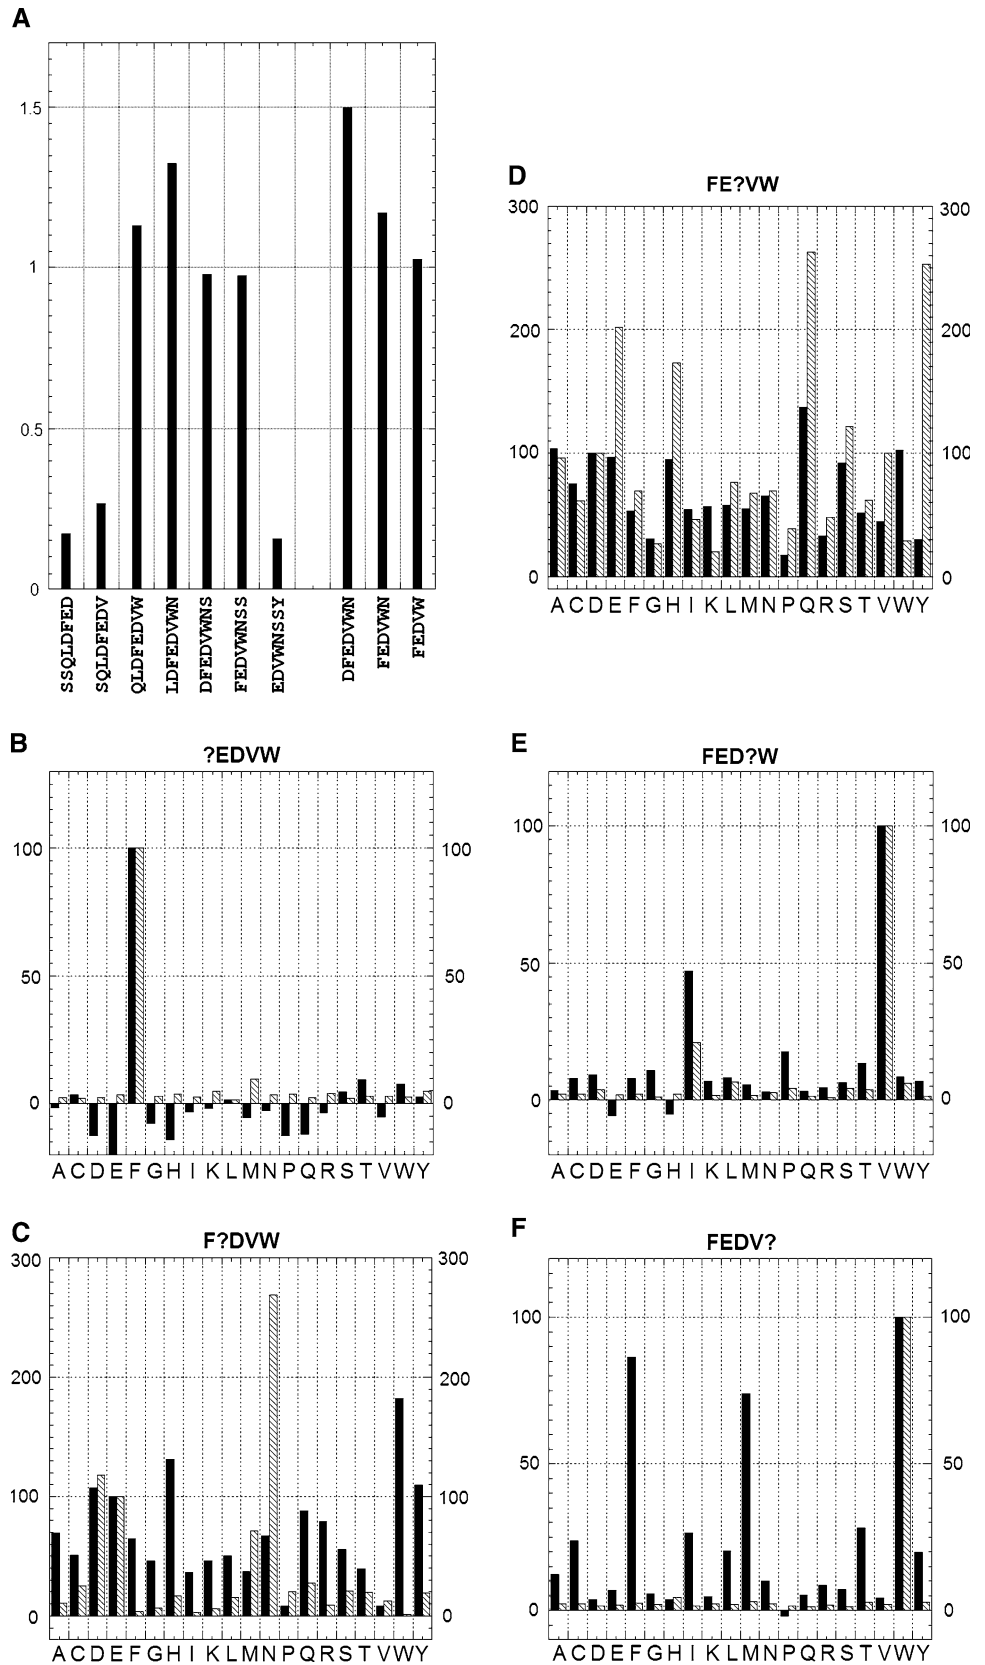 A
1.5
1
0.5
0
SSQLDFED
SQLDFEDV
QLDFEDVW
LDFEDVWN
DFEDVWNS
FEDVWNSS
EDVWNSSY
DFEDVWN
FEDVWN
FEDVW
D
FE?VW
300
200
100
0
300
200
100
0
A C D E F G H I K L M N P Q R S T V W Y
B
?EDVW
100
50
0
100
50
0
A C D E F G H I K L M N P Q R S T V W Y
E
FED?W
100
50
0
100
50
0
A C D E F G H I K L M N P Q R S T V W Y
C
F?DVW
300
200
100
0
300
200
100
0
A C D E F G H I K L M N P Q R S T V W Y
F
FEDV?
100
50
0
100
50
0
A C D E F G H I K L M N P Q R S T V W Y